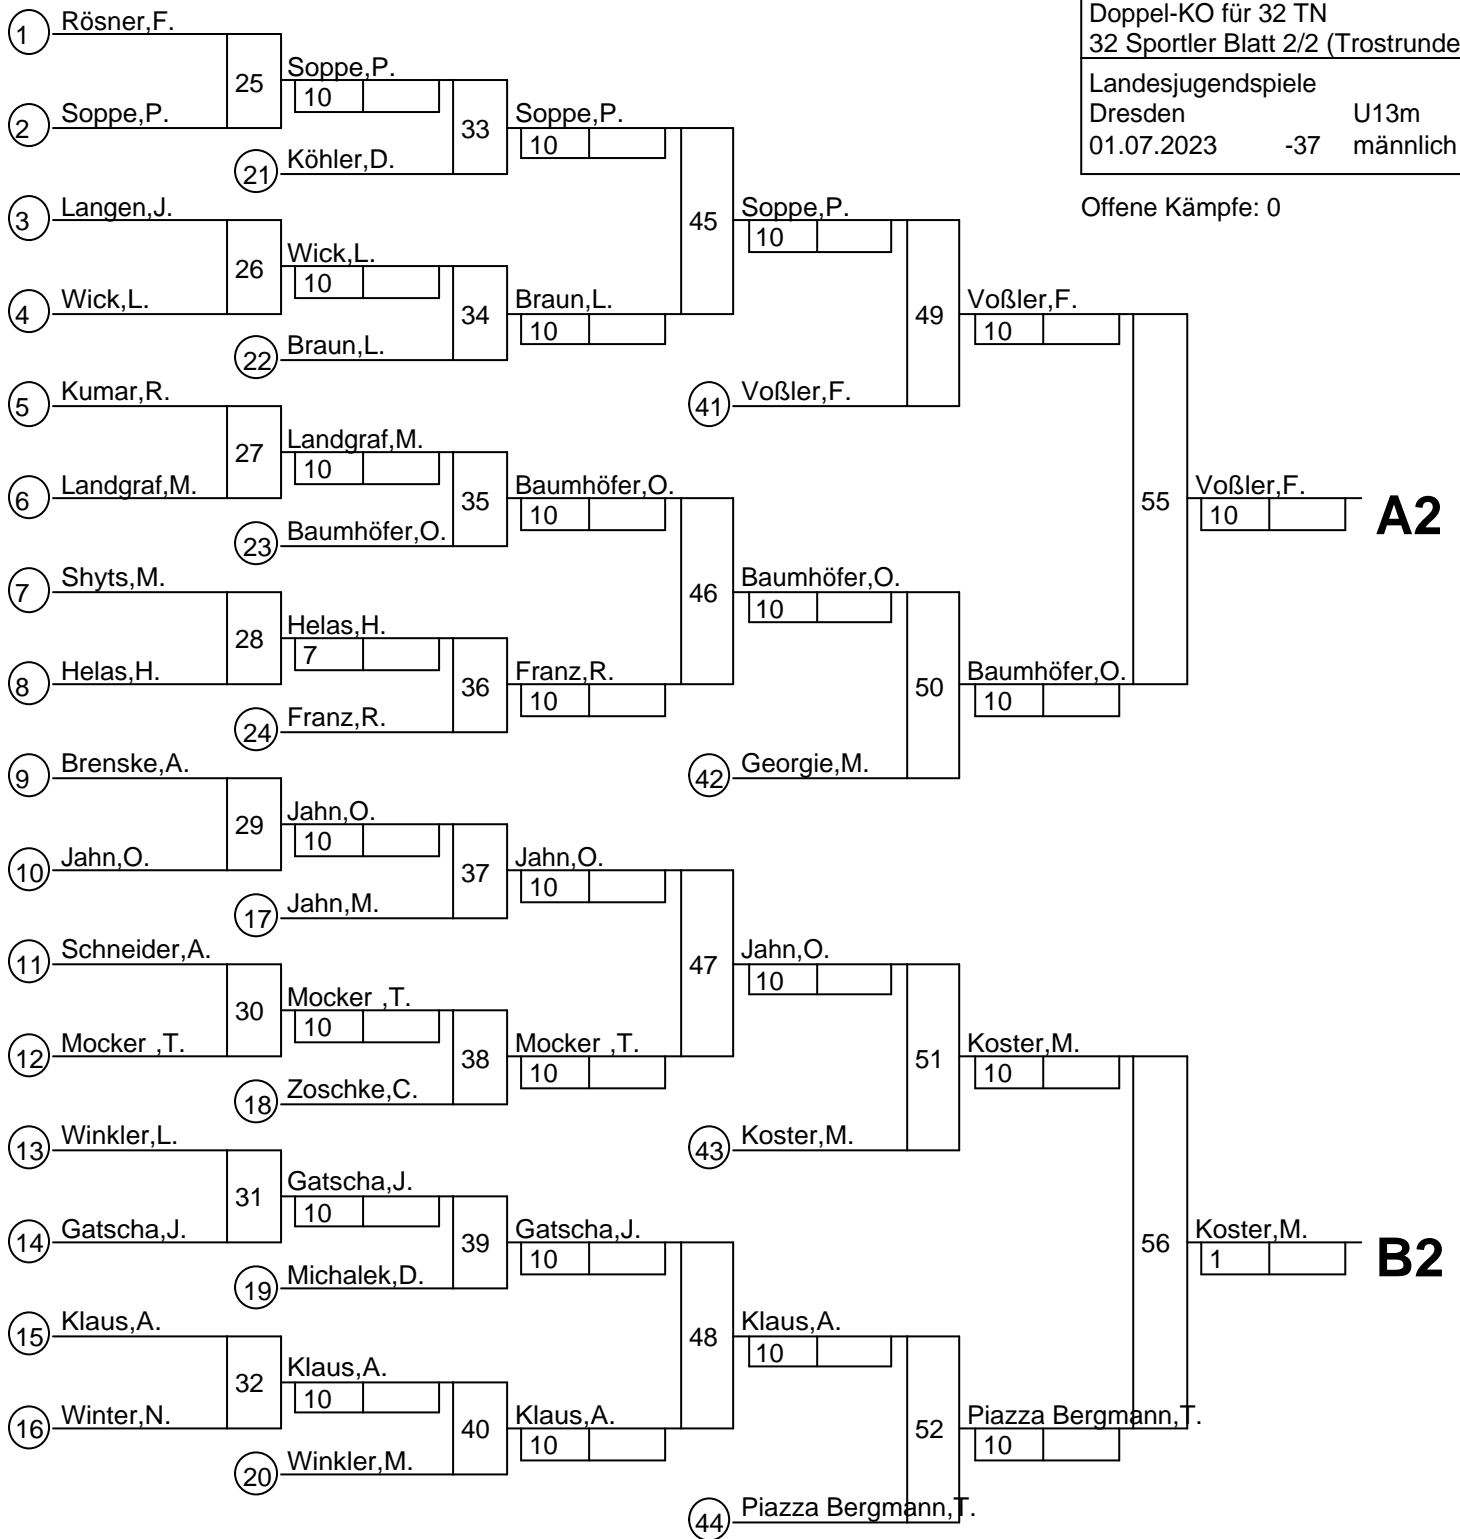 Doppel-KO für 32 TN
32 Sportler Blatt 2/2 (Trostrunde
Landesjugendspiele
Dresden U13m
01.07.2023 -37 männlich
Offene Kämpfe: 0
1 Rösner,F.
25 Soppe,P.
10
2 Soppe,P.
33 Soppe,P.
10
21 Köhler,D.
3 Langen,J.
45 Soppe,P.
10
26 Wick,L.
10
4 Wick,L.
34 Braun,L.
10
49 Voßler,F.
10
22 Braun,L.
5 Kumar,R.
41 Voßler,F.
27 Landgraf,M.
10
6 Landgraf,M.
35 Baumhöfer,O.
10
55 Voßler,F.
10
A2
23 Baumhöfer,O.
7 Shyts,M.
46 Baumhöfer,O.
10
28 Helas,H.
7
8 Helas,H.
36 Franz,R.
10
50 Baumhöfer,O.
10
24 Franz,R.
9 Brenske,A.
42 Georgie,M.
29 Jahn,O.
10
10 Jahn,O.
37 Jahn,O.
10
17 Jahn,M.
11 Schneider,A.
47 Jahn,O.
10
30 Mocker ,T.
10
12 Mocker ,T.
38 Mocker ,T.
10
51 Koster,M.
10
18 Zoschke,C.
13 Winkler,L.
43 Koster,M.
31 Gatscha,J.
10
14 Gatscha,J.
39 Gatscha,J.
10
56 Koster,M.
1
B2
19 Michalek,D.
15 Klaus,A.
48 Klaus,A.
10
32 Klaus,A.
10
16 Winter,N.
40 Klaus,A.
10
52 Piazza Bergmann,T.
10
20 Winkler,M.
44 Piazza Bergmann,T.